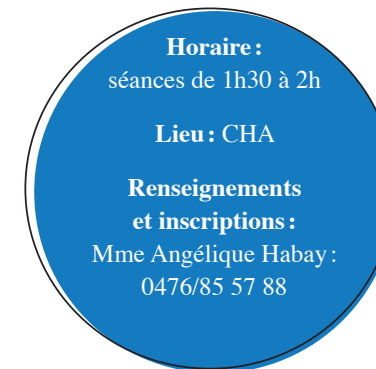 Horaire :
séances de 1h30 à 2h
Lieu : CHA
Renseignements
et inscriptions :
Mme Angélique Habay :
0476/85 57 88